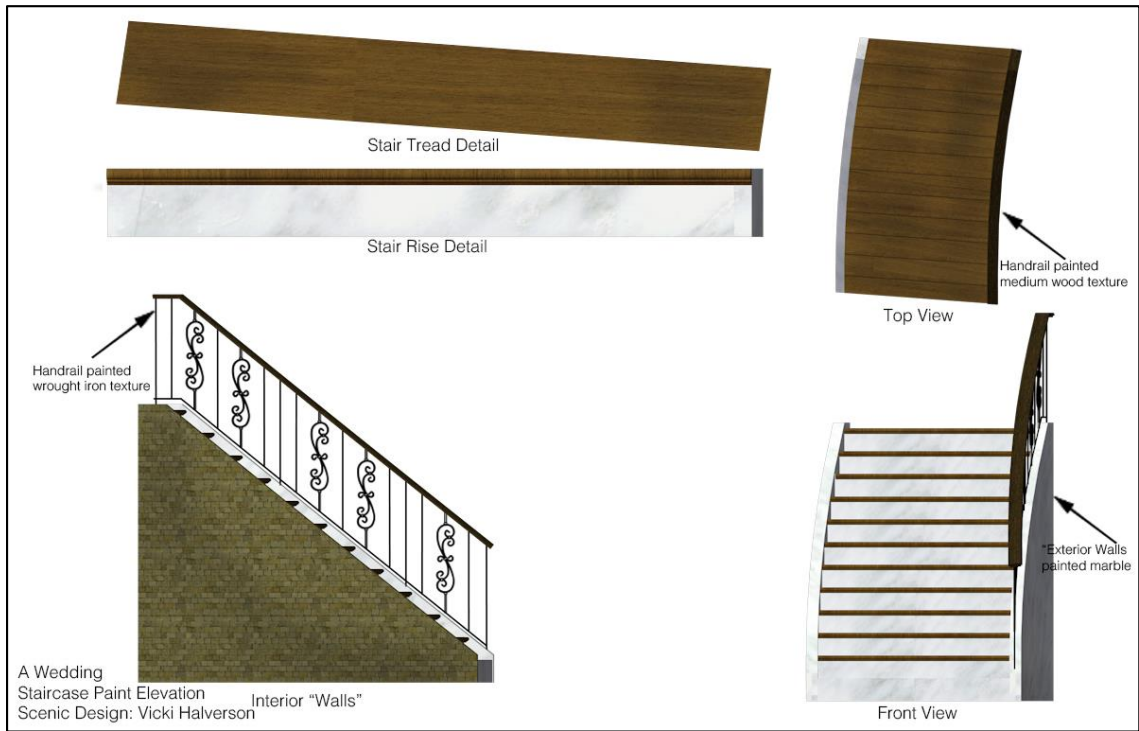 Stair Tread Detail
Stair Rise Detail
Handrail painted
medium wood texture
Top View
Handrail painted
wrought iron texture
"Exterior Walls
painted marble
A Wedding
Staircase Paint Elevation
Scenic Design: Vicki Halverson
Interior “Walls”
Front View